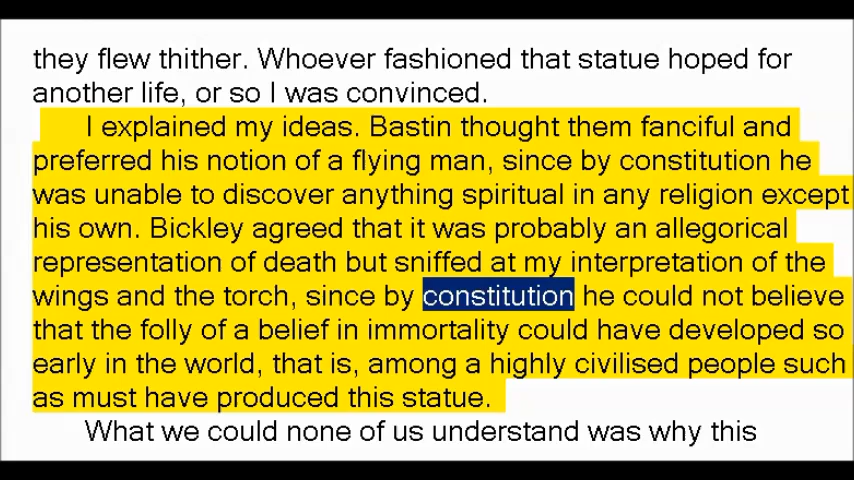 they flew thither. Whoever fashioned that statue hoped for
another life, or so I was convinced.
I explained my ideas. Bastin thought them fanciful and
preferred his notion of a flying man, since by constitution he
was unable to discover anything spiritual in any religion except
his own. Bickley agreed that it was probably an allegorical
representation of death but sniffed at my interpretation of the
wings and the torch, since by constitution he could not believe
that the folly of a belief in immortality could have developed so
early in the world, that is, among a highly civilised people such
as must have produced this statue.
What we could none of us understand was why this